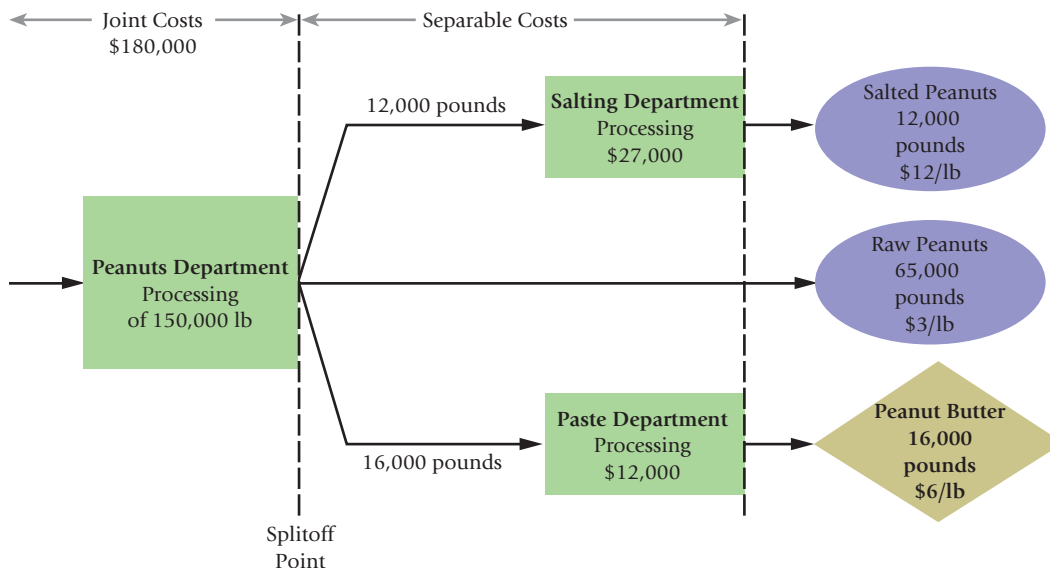 Joint Costs
$180,000
Separable Costs
12,000 pounds
Salting Department
Processing
$27,000
Salted Peanuts
12,000
pounds
$12/lb
Peanuts Department
Processing
of 150,000 lb
Raw Peanuts
65,000
pounds
$3/lb
16,000 pounds
Paste Department
Processing
$12,000
Peanut Butter
16,000
pounds
$6/lb
Splitoff
Point